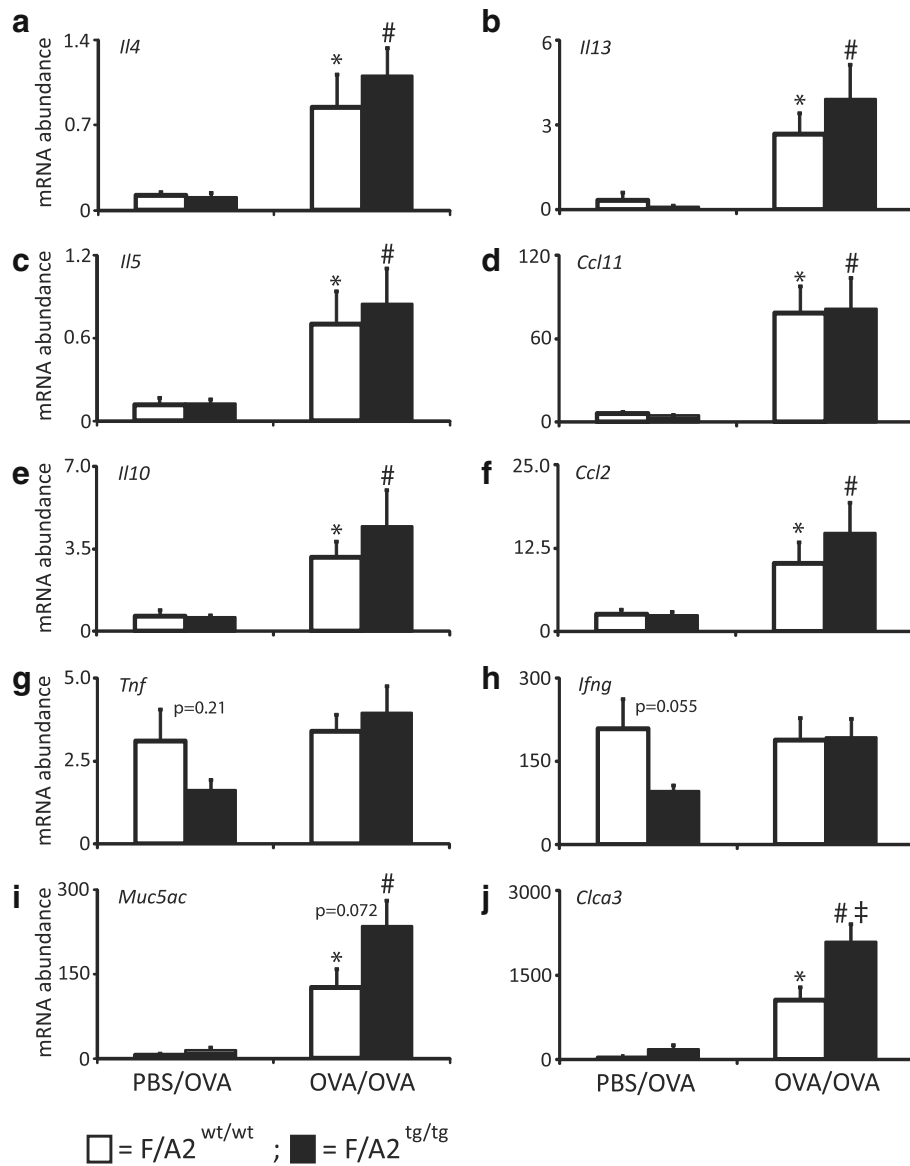 a
Il4
mRNA abundance
1.4
0.7
0
*
#
b
Il13
6
3
0
*
#
c
Il5
mRNA abundance
1.2
0.6
0
*
#
d
Ccl11
120
60
0
*
#
e
Il10
mRNA abundance
7.0
3.5
0
*
#
f
Ccl2
25.0
12.5
0
*
#
g
Tnf
mRNA abundance
5.0
2.5
0
p=0.21
h
Ifng
300
150
0
p=0.055
i
Muc5ac
mRNA abundance
300
150
0
p=0.072
*
#
PBS/OVA OVA/OVA
j
Clca3
3000
1500
0
*
# ‡
PBS/OVA OVA/OVA
= F/A2 wt/wt ; = F/A2 tg/tg